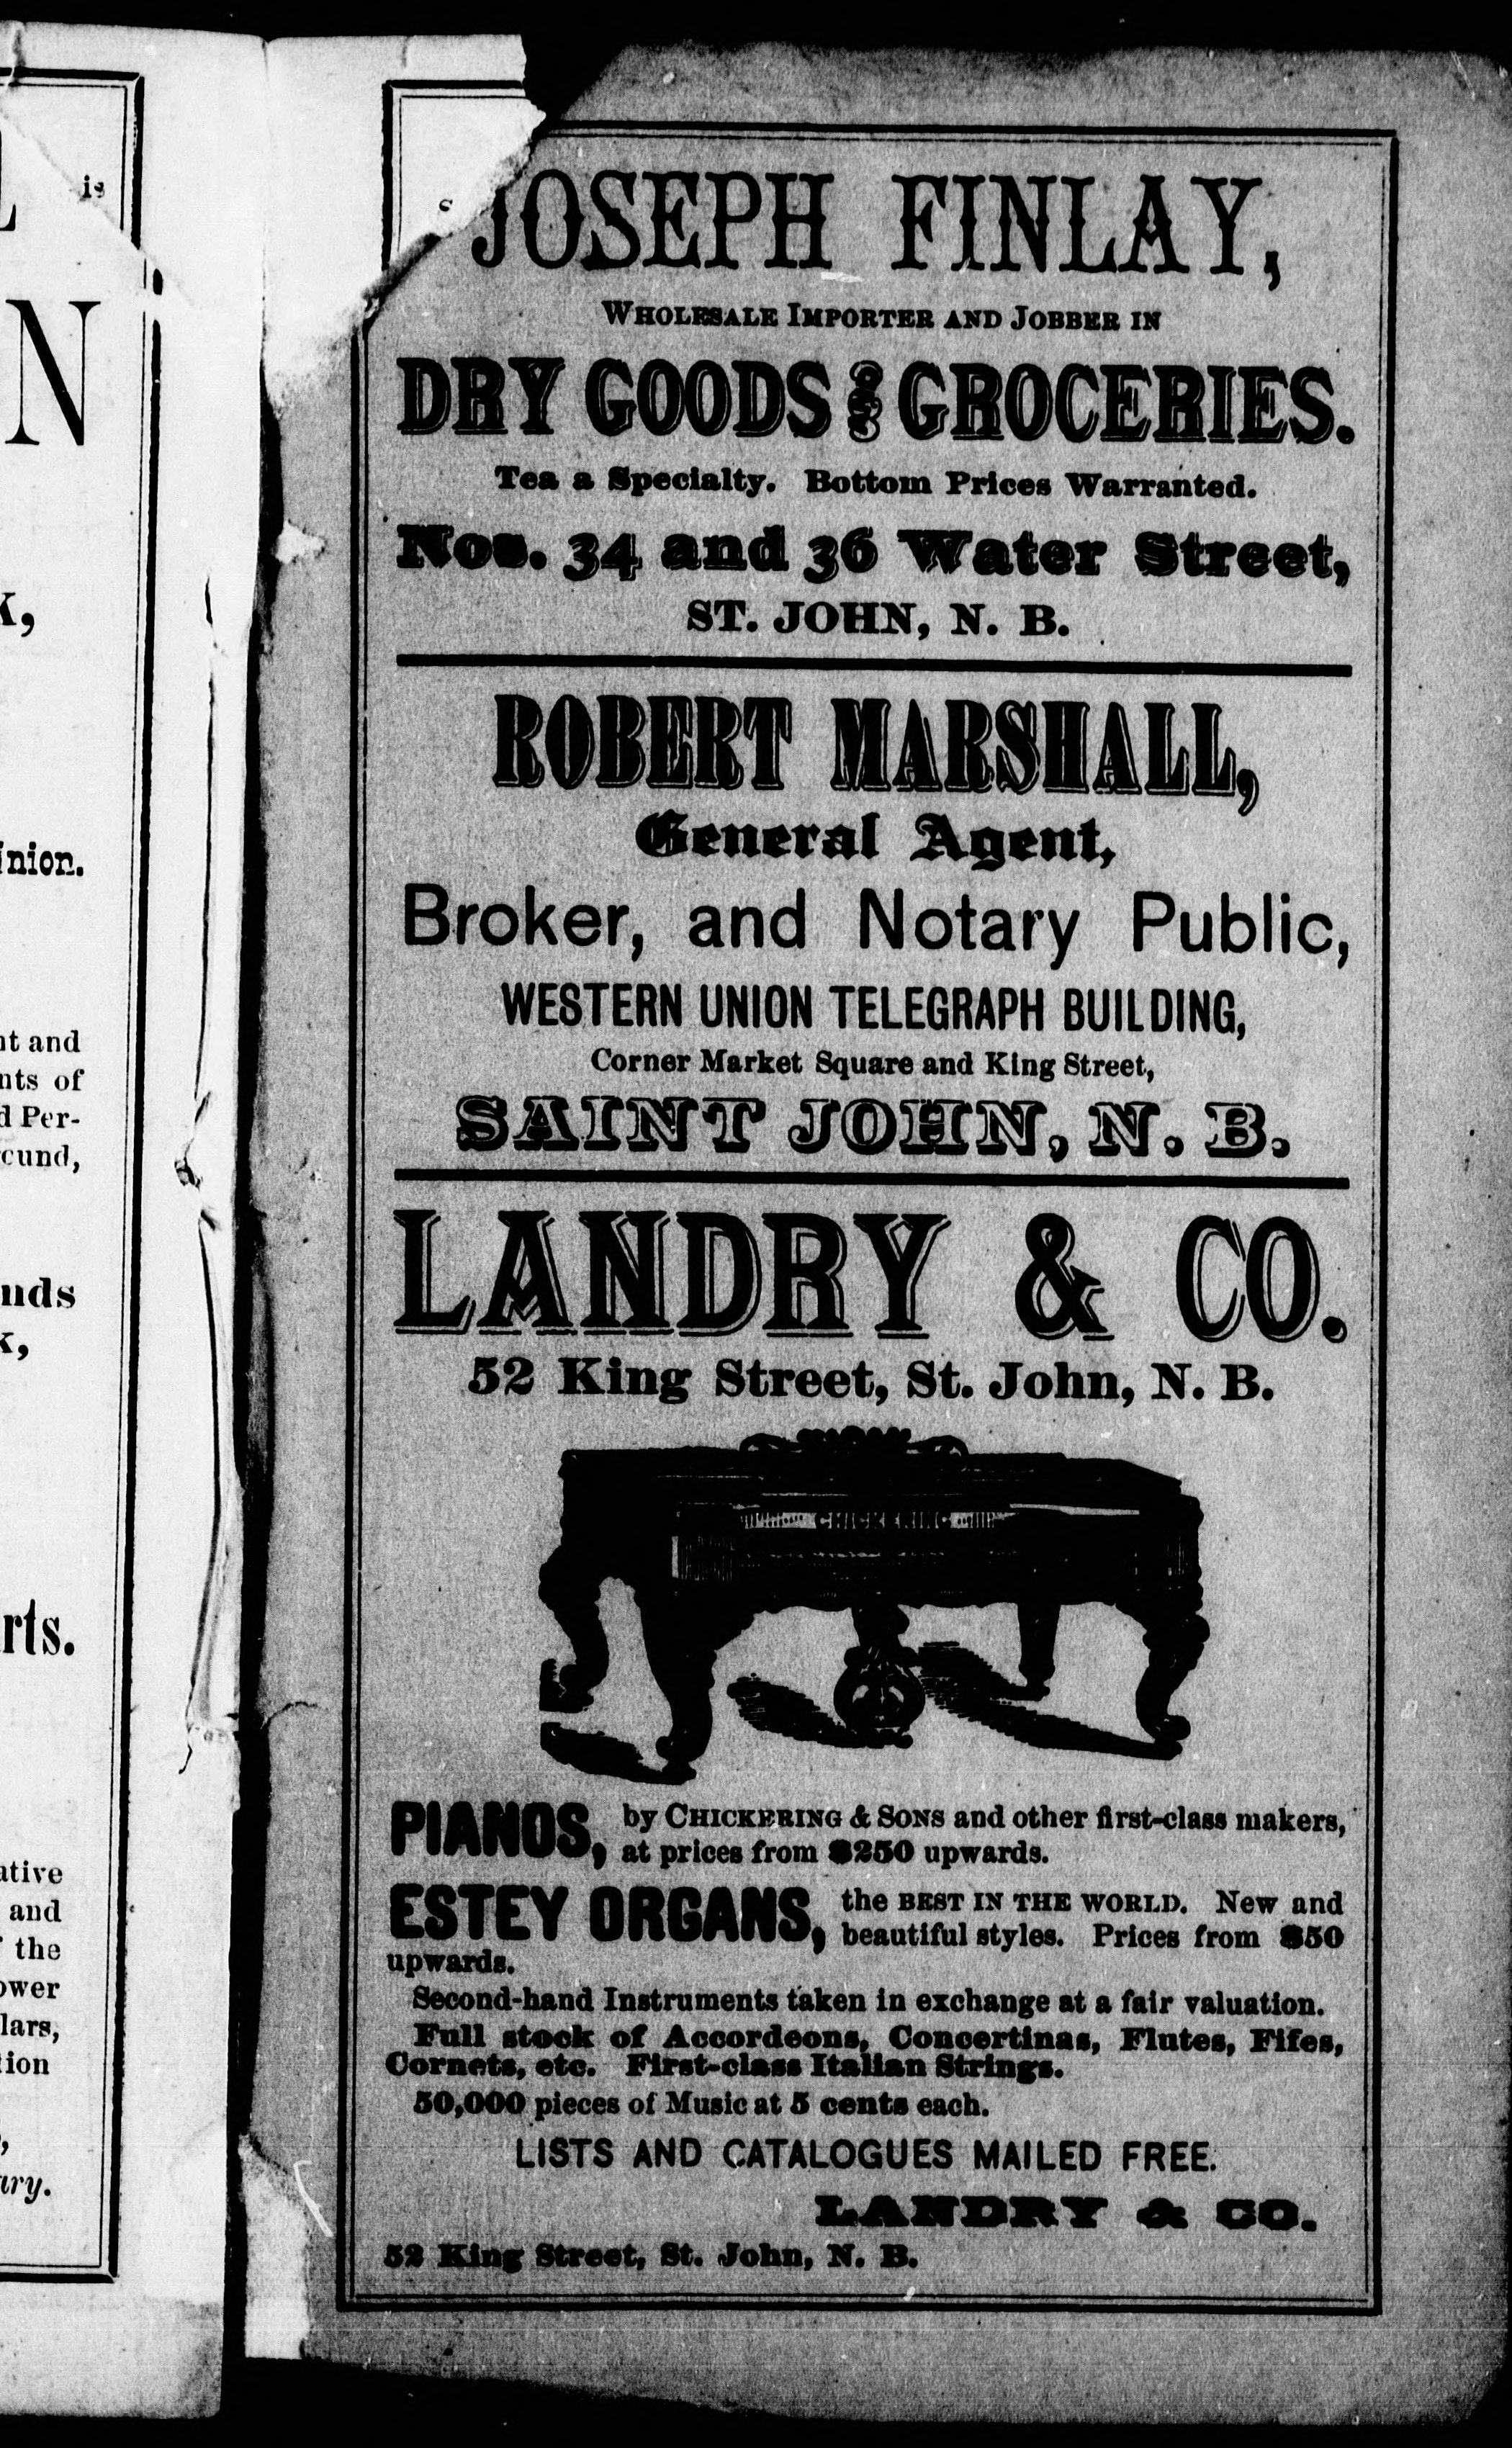 is
N
k,
inion.
nt and
nts of
d Per-
cund,
nds
k,
rts.
ative
and
the
ower
lars,
tion
ary.
JOSEPH FINLAY,
WHOLESALE IMPORTER AND JOBBER IN
DRY GOODS & GROCERIES.
Tea a Specialty. Bottom Prices Warranted.
Nos. 34 and 36 Water Street,
ST. JOHN, N. B.
ROBERT MARSHALL,
General Agent,
Broker, and Notary Public,
WESTERN UNION TELEGRAPH BUILDING,
Corner Market Square and King Street,
SAINT JOHN, N. B.
LANDRY & CO.
52 King Street, St. John, N. B.
CHICKERING
PIANOS, by CHICKERING & SONS and other first-class makers,
at prices from $250 upwards.
ESTEY ORGANS, the BEST IN THE WORLD. New and
beautiful styles. Prices from $50
upwards.
Second-hand Instruments taken in exchange at a fair valuation.
Full stock of Accordeons, Concertinas, Flutes, Fifes,
Cornets, etc. First-class Italian Strings.
50,000 pieces of Music at 5 cents each.
LISTS AND CATALOGUES MAILED FREE.
LANDRY & CO.
52 King Street, St. John, N. B.